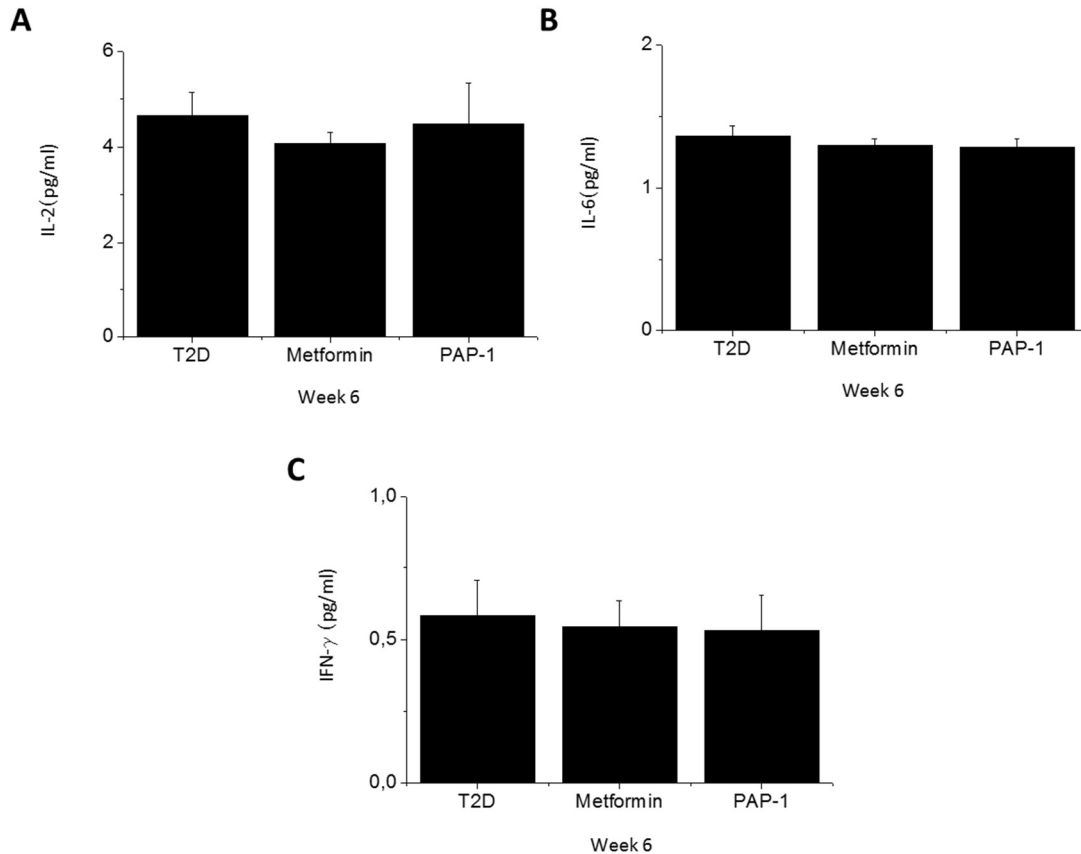 A
6
4
2
0
IL-2(pg/ml)
T2D Metformin PAP-1
Week 6
B
2
1
0
IL-6(pg/ml)
T2D Metformin PAP-1
Week 6
C
1,0
0,5
0,0
IFN-γ (pg/ml)
T2D Metformin PAP-1
Week 6